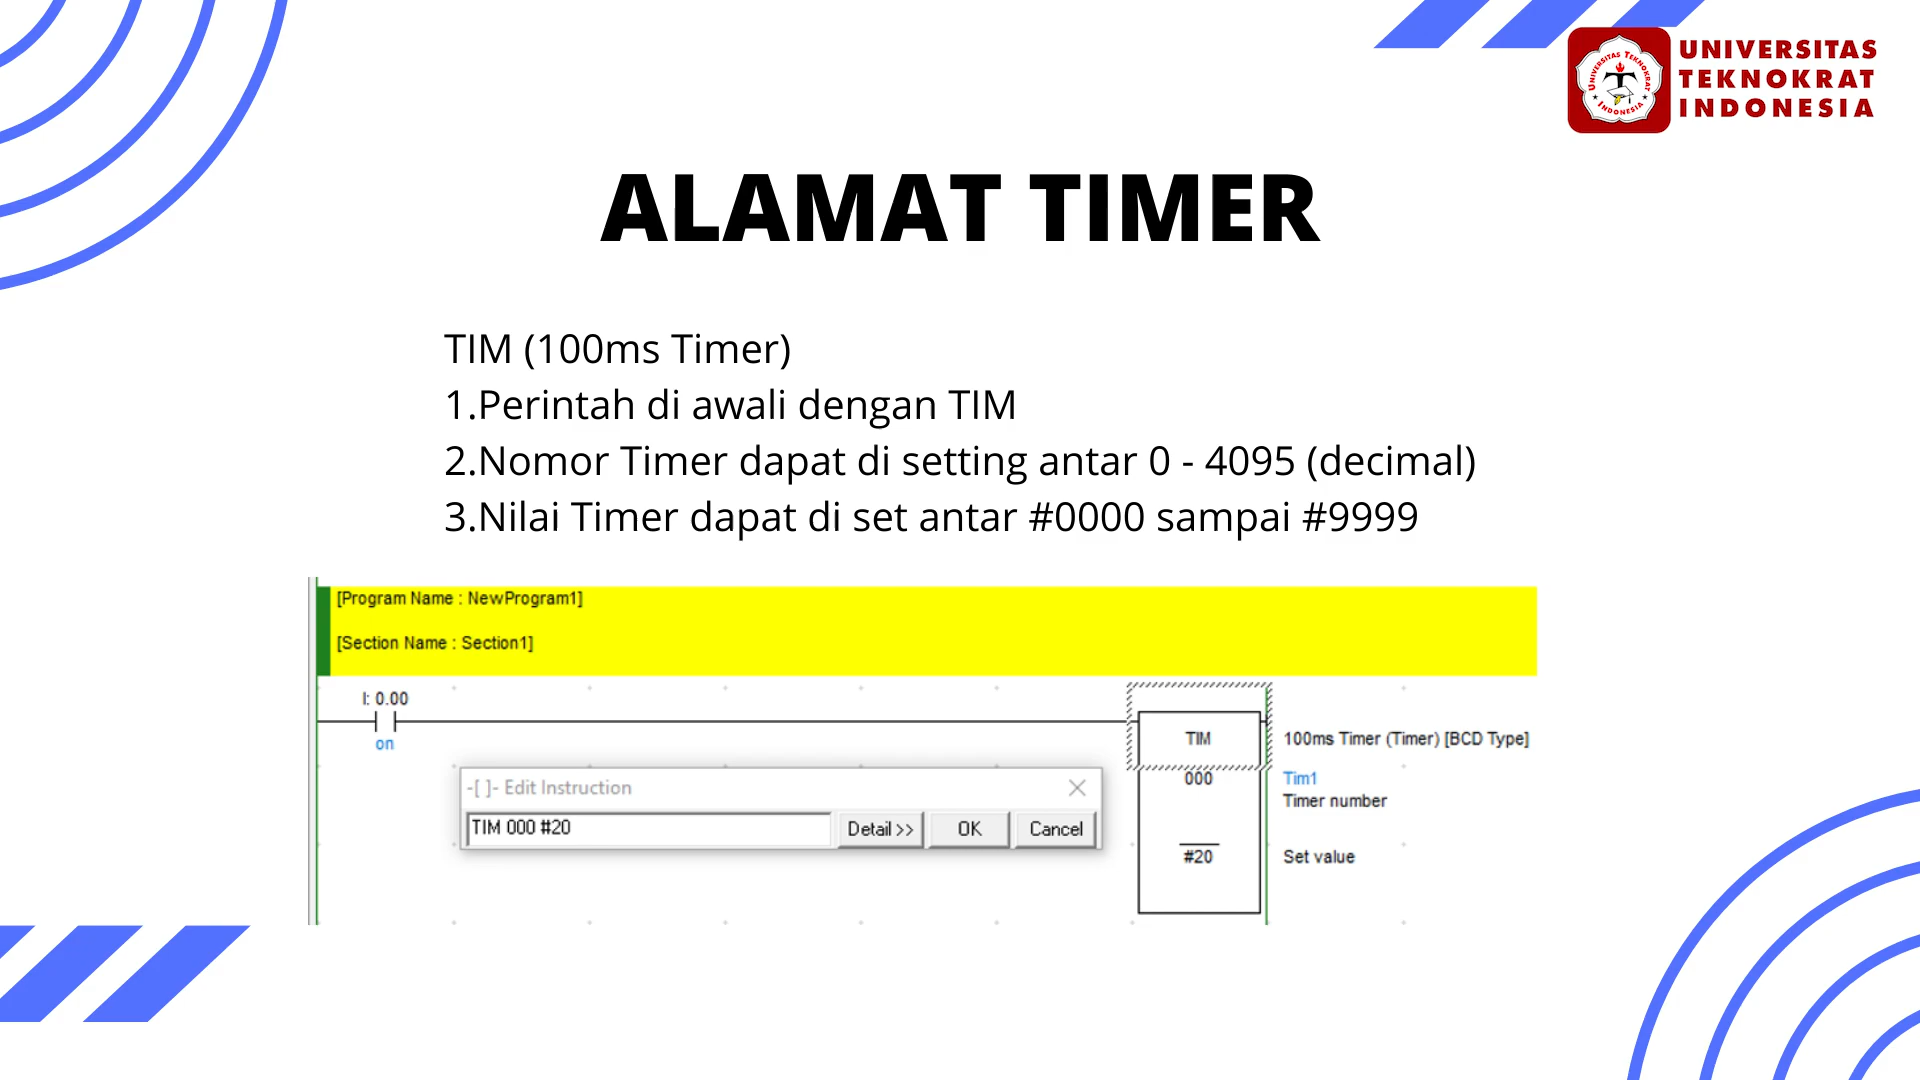 UNIVERSITAS TEKNOKRAT INDONESIA
UNIVERSITAS
TEKNOKRAT
INDONESIA
ALAMAT TIMER
TIM (100ms Timer)
1.Perintah di awali dengan TIM
2.Nomor Timer dapat di setting antar 0 - 4095 (decimal)
3.Nilai Timer dapat di set antar #0000 sampai #9999
[Program Name : NewProgram1]
[Section Name : Section1]
I: 0.00
on
TIM
100ms Timer (Timer) [BCD Type]
000
Tim1
Timer number
#20
Set value
-[ ]- Edit Instruction
TIM 000 #20
Detail >>
OK
Cancel